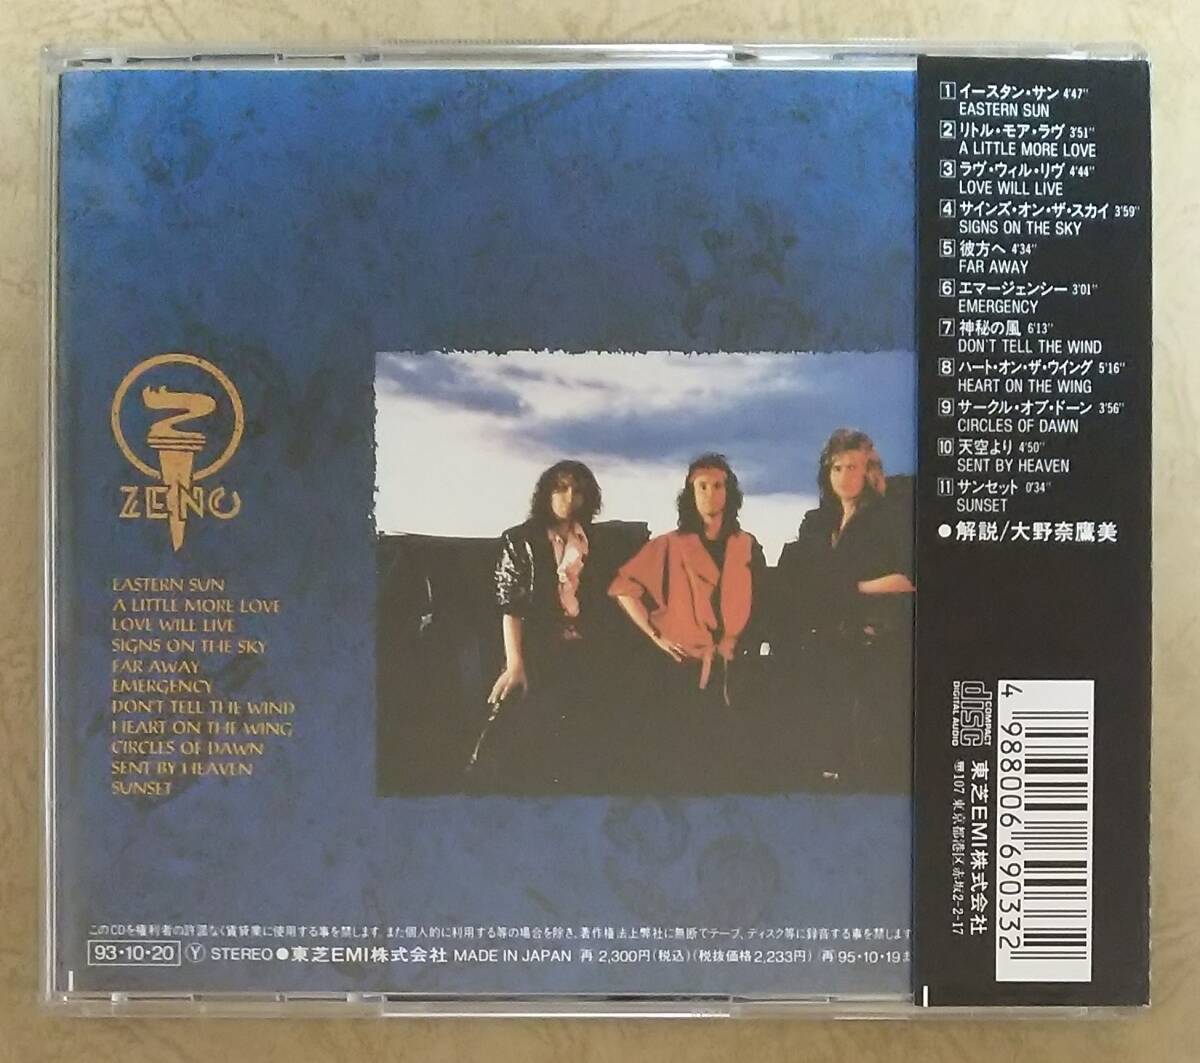 ZENO
EASTERN SUN
A LITTLE MORE LOVE
LOVE WILL LIVE
SIGNS ON THE SKY
FAR AWAY
EMERGENCY
DON'T TELL THE WIND
HEART ON THE WING
CIRCLES OF DAWN
SENT BY HEAVEN
SUNSET
このCDを権利者の許諾なく賃貸業に使用する事を禁じます。また個人的に利用する等の場合を除き、著作権法上弊社に無断でテープ、ディスク等に録音する事を禁じます
93・10・20 Ⓨ STEREO ●東芝EMI株式会社 MADE IN JAPAN 再 2,300円(税込)(税抜価格2,233円) /再 95・10・19ま
1 イースタン・サン 4'47"
EASTERN SUN
2 リトル・モア・ラヴ 3'51"
A LITTLE MORE LOVE
3 ラヴ・ウィル・リヴ 4'44"
LOVE WILL LIVE
4 サインズ・オン・ザ・スカイ 3'59"
SIGNS ON THE SKY
5 彼方へ 4'34"
FAR AWAY
6 エマージェンシー 3'01"
EMERGENCY
7 神秘の風 6'13"
DON'T TELL THE WIND
8 ハート・オン・ザ・ウイング 5'16"
HEART ON THE WING
9 サークル・オブ・ドーン 3'56"
CIRCLES OF DAWN
10 天空より 4'50"
SENT BY HEAVEN
11 サンセット 0'34"
SUNSET
●解説/大野奈鷹美
COMPACT
disc
DIGITAL AUDIO
東芝EMI株式会社
〠107 東京都港区赤坂2-2-17
4 988006 690332